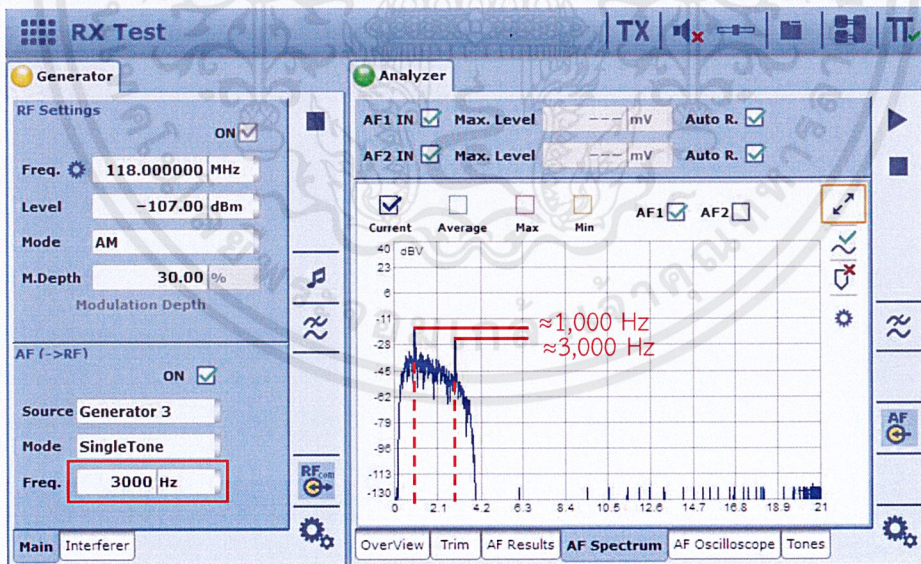 RX Test
TX
Generator
RF Settings
ON
Freq. 118.000000 MHz
Level -107.00 dBm
Mode AM
M.Depth 30.00 %
Modulation Depth
AF (->RF)
ON
Source Generator 3
Mode SingleTone
Freq. 3000 Hz
RFcom
Main Interferer
Analyzer
AF1 IN Max. Level --- mV Auto R.
AF2 IN Max. Level --- mV Auto R.
Current Average Max Min AF1 AF2
dBV
40
23
6
-11
-28
-45
-62
-79
-96
-113
-130
≈1,000 Hz
≈3,000 Hz
0 2.1 4.2 6.3 8.4 10.5 12.6 14.7 16.8 18.9 21
AF
OverView Trim AF Results AF Spectrum AF Oscilloscope Tones